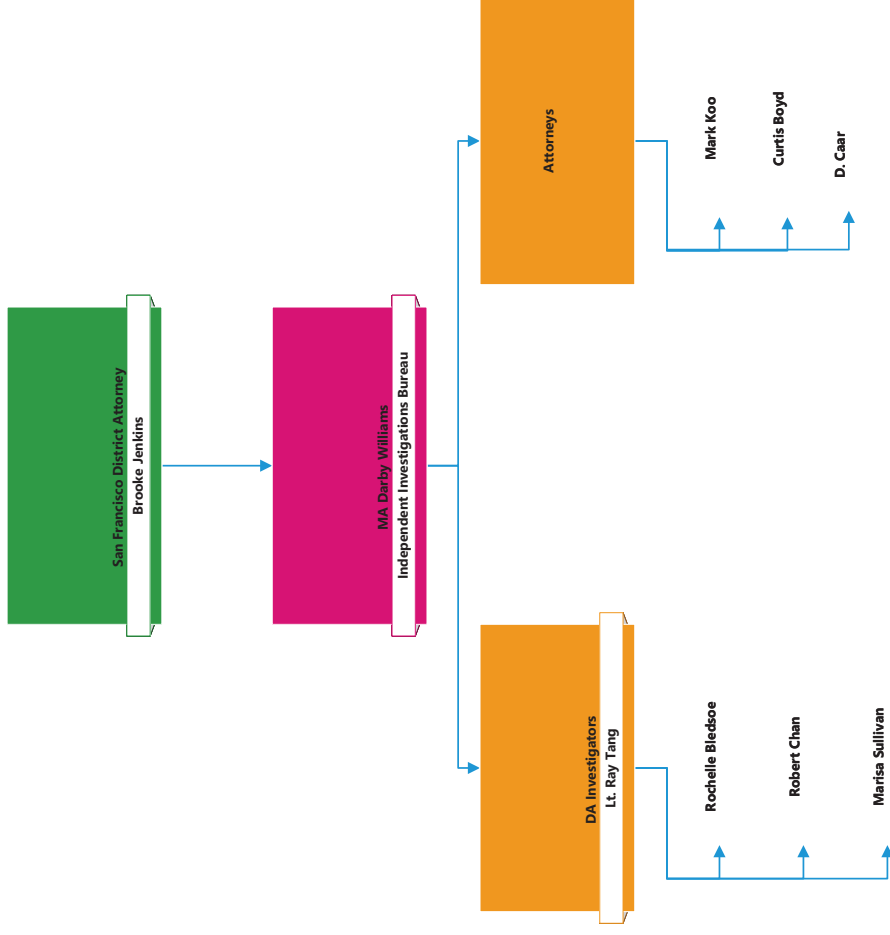 San Francisco District Attorney
Brooke Jenkins
MA Darby Williams
Independent Investigations Bureau
DA Investigators
Lt. Ray Tang
Rochelle Bledsoe
Robert Chan
Marisa Sullivan
Attorneys
Mark Koo
Curtis Boyd
D. Caar